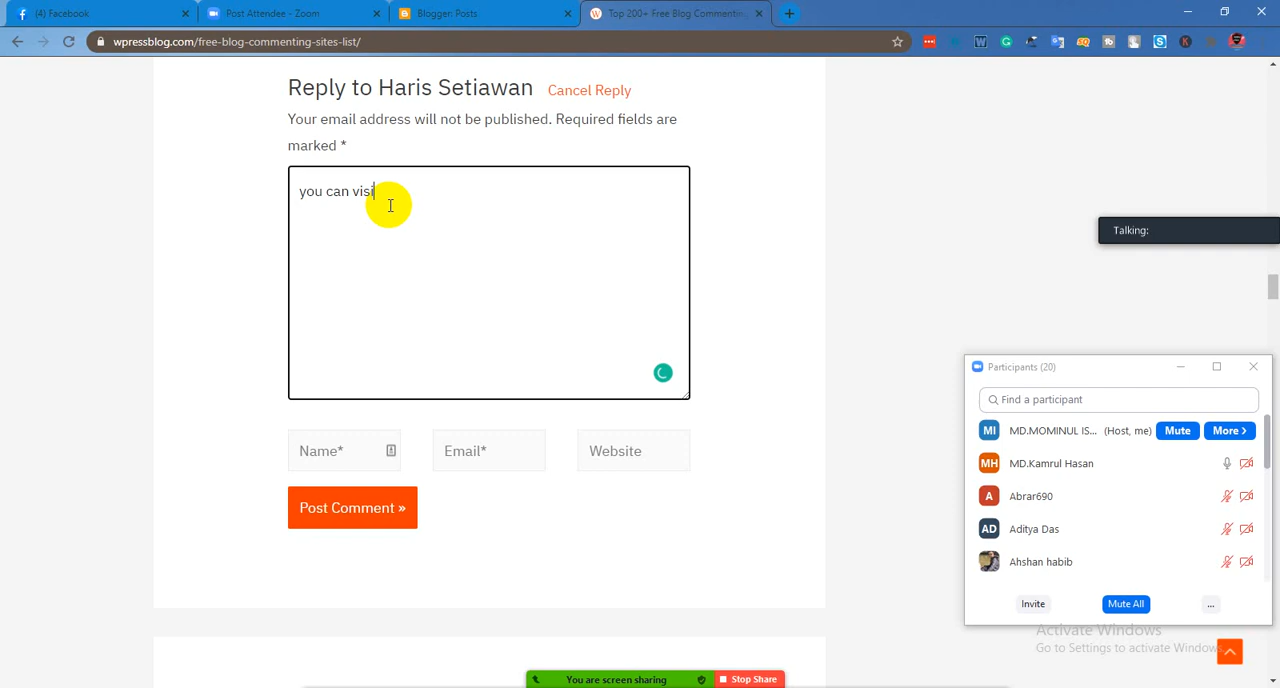 (4) Facebook
Post Attendee - Zoom
Blogger: Posts
Top 200+ Free Blog Commenting
wpressblog.com/free-blog-commenting-sites-list/
Reply to Haris Setiawan Cancel Reply
Your email address will not be published. Required fields are
marked *
you can visi
Talking:
Participants (20)
Find a participant
MI MD.MOMINUL IS... (Host, me) Mute More >
MH MD.Kamrul Hasan
A Abrar690
AD Aditya Das
Ahshan habib
Name* Email* Website
Post Comment »
Invite Mute All ...
Activate Windows
Go to Settings to activate Windows.
You are screen sharing Stop Share